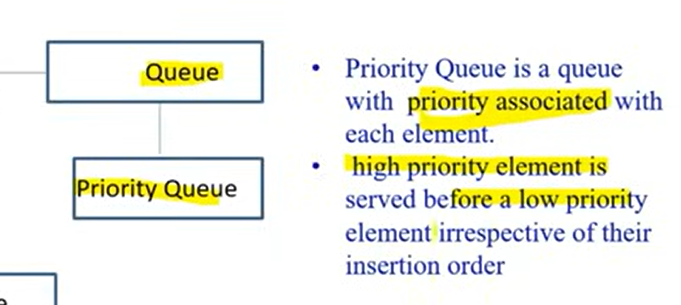 Queue
Priority Queue
• Priority Queue is a queue
with priority associated with
each element.
• high priority element is
served before a low priority
element irrespective of their
insertion order